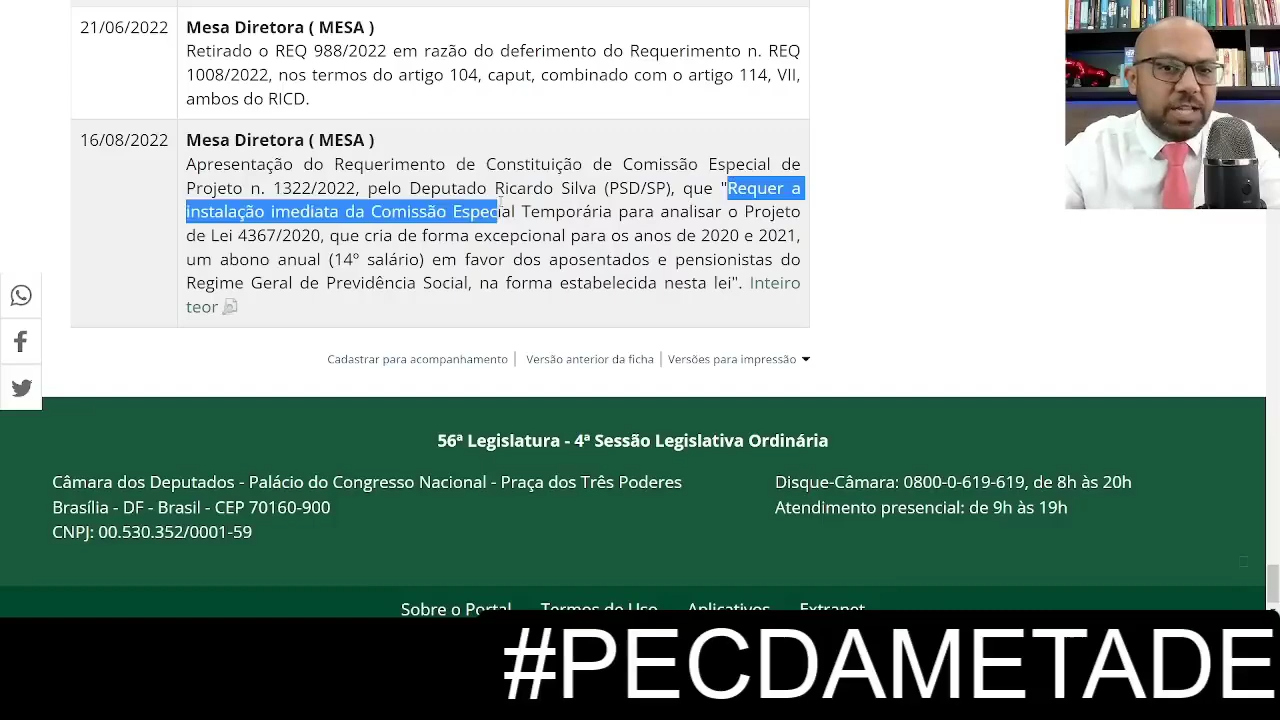 21/06/2022
Mesa Diretora ( MESA )
Retirado o REQ 988/2022 em razão do deferimento do Requerimento n. REQ
1008/2022, nos termos do artigo 104, caput, combinado com o artigo 114, VII,
ambos do RICD.
16/08/2022
Mesa Diretora ( MESA )
Apresentação do Requerimento de Constituição de Comissão Especial de
Projeto n. 1322/2022, pelo Deputado Ricardo Silva (PSD/SP), que "Requer a
instalação imediata da Comissão Especial Temporária para analisar o Projeto
de Lei 4367/2020, que cria de forma excepcional para os anos de 2020 e 2021,
um abono anual (14º salário) em favor dos aposentados e pensionistas do
Regime Geral de Previdência Social, na forma estabelecida nesta lei". Inteiro
teor
Cadastrar para acompanhamento | Versão anterior da ficha | Versões para impressão
56ª Legislatura - 4ª Sessão Legislativa Ordinária
Câmara dos Deputados - Palácio do Congresso Nacional - Praça dos Três Poderes
Brasília - DF - Brasil - CEP 70160-900
CNPJ: 00.530.352/0001-59
Disque-Câmara: 0800-0-619-619, de 8h às 20h
Atendimento presencial: de 9h às 19h
Sobre o Portal Termos de Uso Aplicativos Extranet
#PECDAMETADE